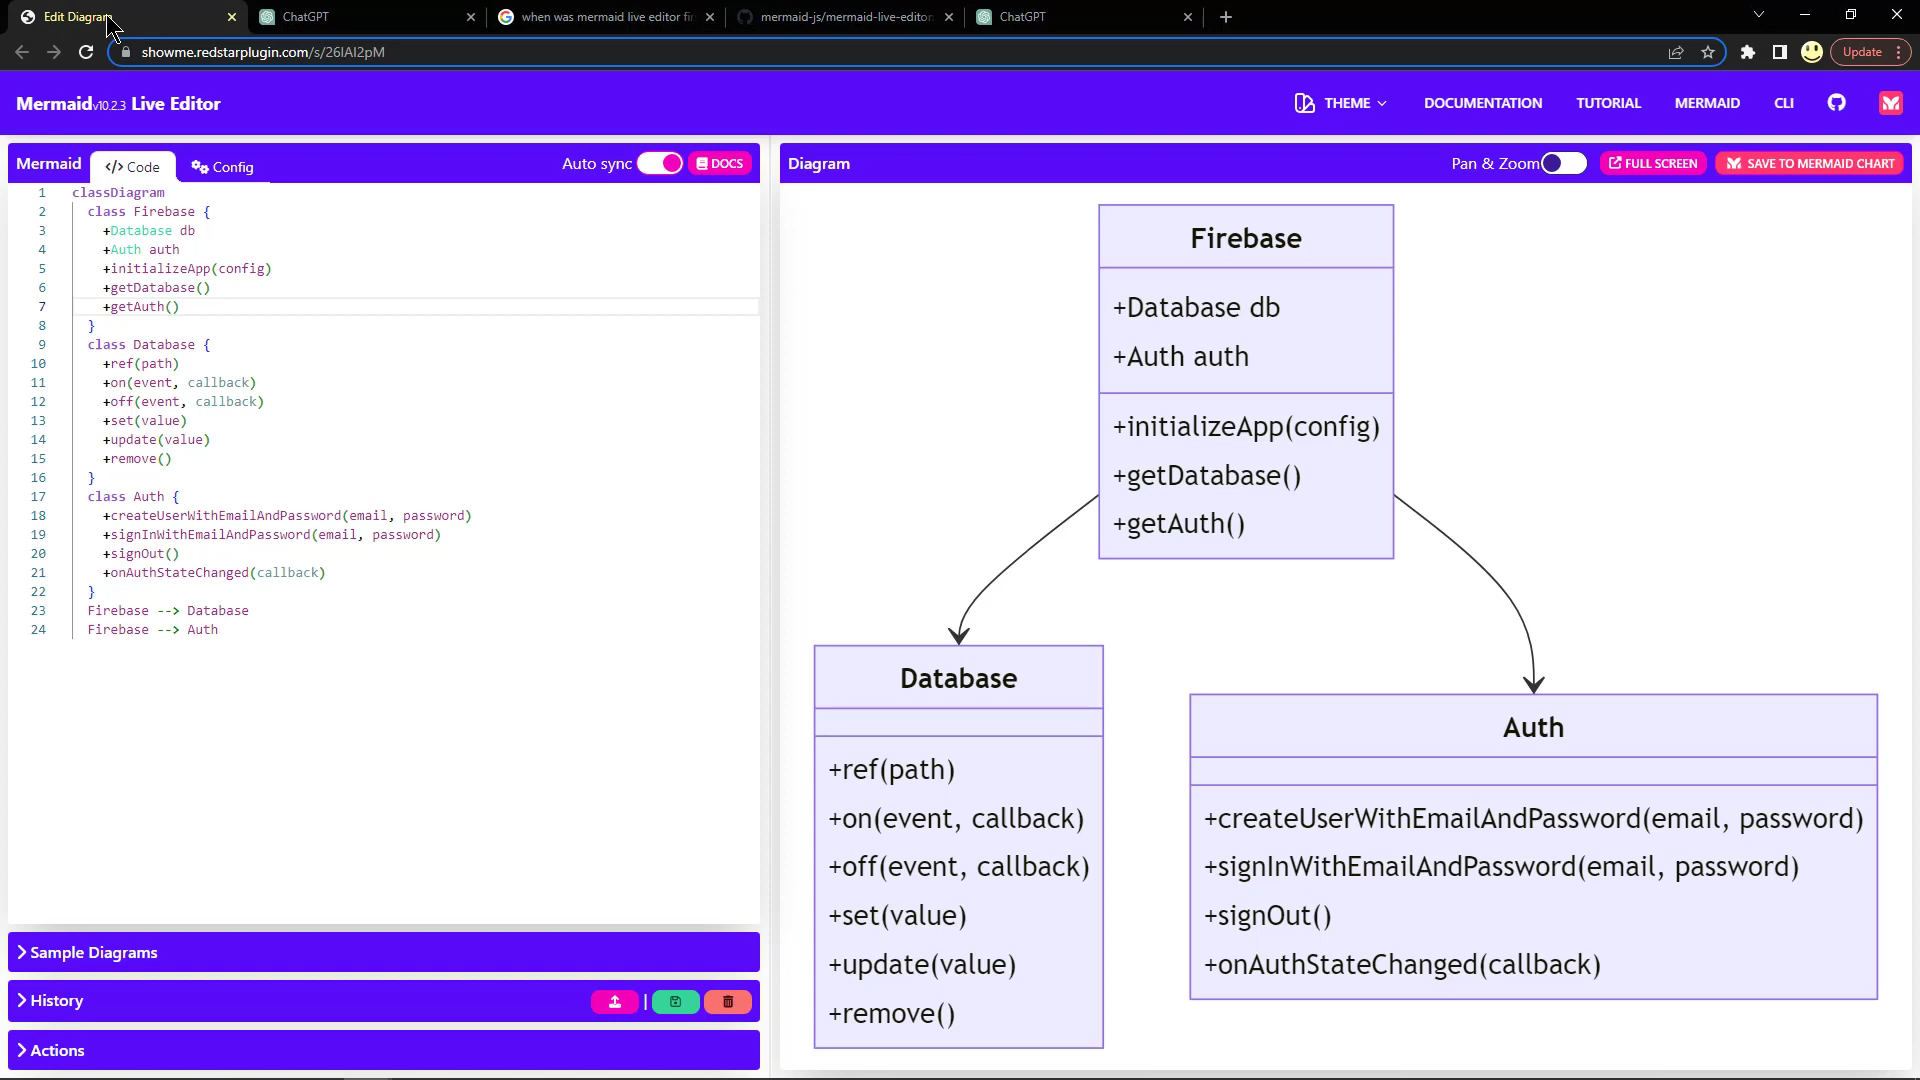 Edit Diagram
ChatGPT
when was mermaid live editor fir
mermaid-js/mermaid-live-editor
ChatGPT
showme.redstarplugin.com/s/26IAI2pM
Update
Mermaid v10.2.3 Live Editor
THEME
DOCUMENTATION
TUTORIAL
MERMAID
CLI
Mermaid
</> Code
Config
Auto sync
DOCS
Diagram
Pan & Zoom
FULL SCREEN
SAVE TO MERMAID CHART
1 classDiagram
2 class Firebase {
3 +Database db
4 +Auth auth
5 +initializeApp(config)
6 +getDatabase()
7 +getAuth()
8 }
9 class Database {
10 +ref(path)
11 +on(event, callback)
12 +off(event, callback)
13 +set(value)
14 +update(value)
15 +remove()
16 }
17 class Auth {
18 +createUserWithEmailAndPassword(email, password)
19 +signInWithEmailAndPassword(email, password)
20 +signOut()
21 +onAuthStateChanged(callback)
22 }
23 Firebase --> Database
24 Firebase --> Auth
Sample Diagrams
History
Actions
Firebase
+Database db
+Auth auth
+initializeApp(config)
+getDatabase()
+getAuth()
Database
+ref(path)
+on(event, callback)
+off(event, callback)
+set(value)
+update(value)
+remove()
Auth
+createUserWithEmailAndPassword(email, password)
+signInWithEmailAndPassword(email, password)
+signOut()
+onAuthStateChanged(callback)